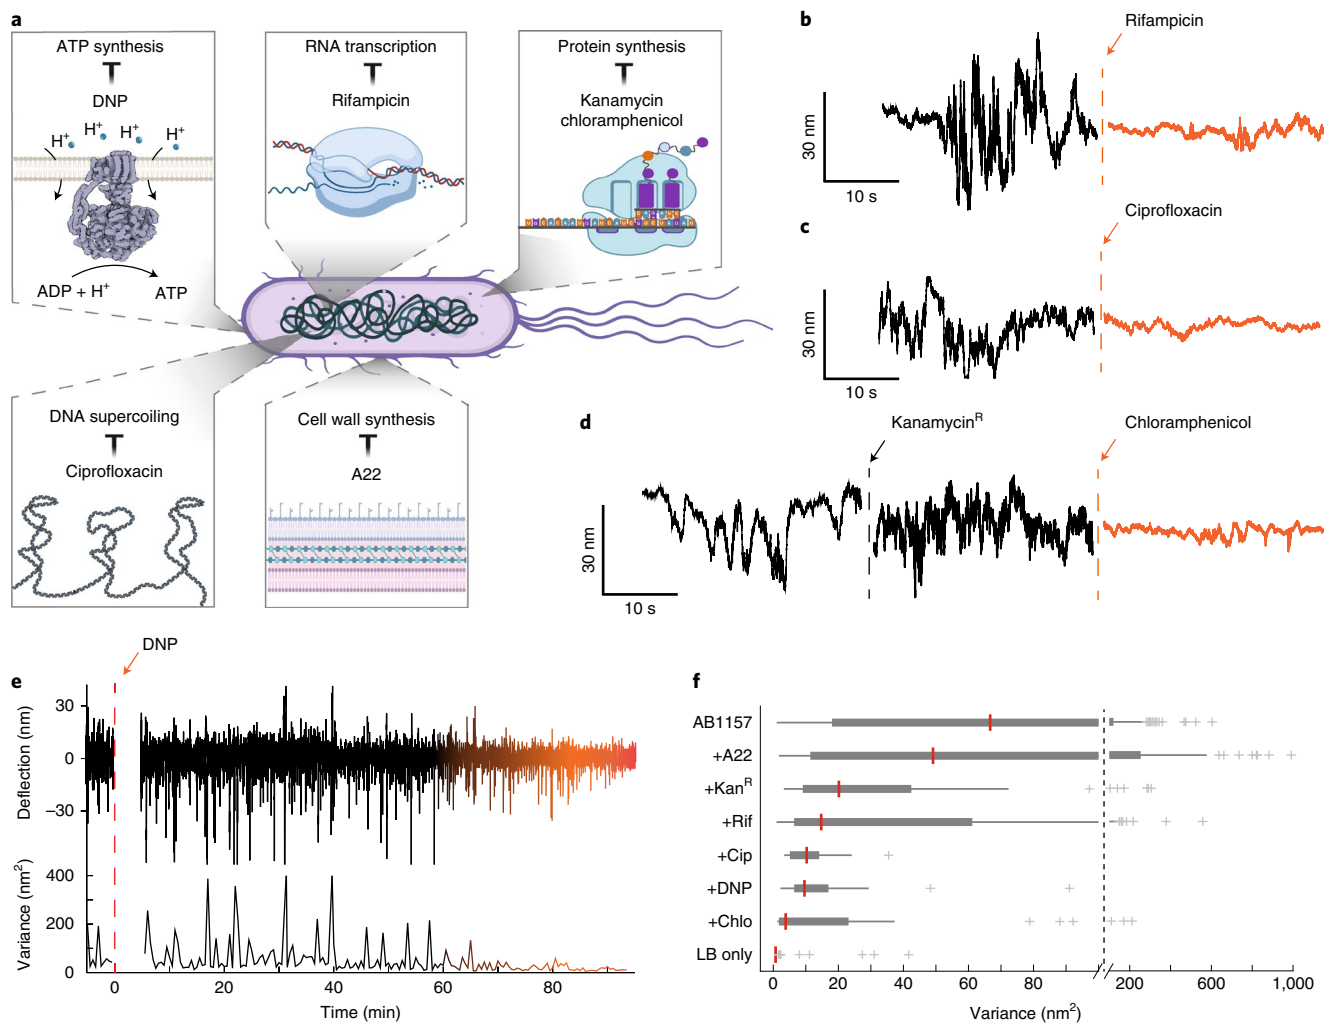 a
ATP synthesis
DNP
H+
H+
H+
H+
ADP + H+
ATP
RNA transcription
Rifampicin
Protein synthesis
Kanamycin
chloramphenicol
DNA supercoiling
Ciprofloxacin
Cell wall synthesis
A22
b
Rifampicin
30 nm
10 s
c
Ciprofloxacin
30 nm
10 s
d
KanamycinR
Chloramphenicol
30 nm
10 s
e
DNP
Deflection (nm)
30
0
–30
Variance (nm2)
400
200
0
0
20
40
60
80
Time (min)
f
AB1157
+A22
+KanR
+Rif
+Cip
+DNP
+Chlo
LB only
0
20
40
60
80
200
600
1,000
Variance (nm2)